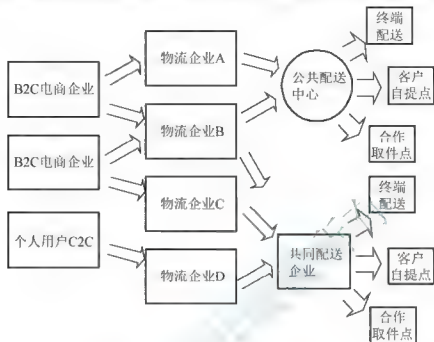 B2C电商企业
B2C电商企业
个人用户C2C
物流企业A
物流企业B
物流企业C
物流企业D
公共配送
中心
共同配送
企业
终端
配送
客户
自提点
合作
取件点
终端
配送
客户
自提点
合作
取件点